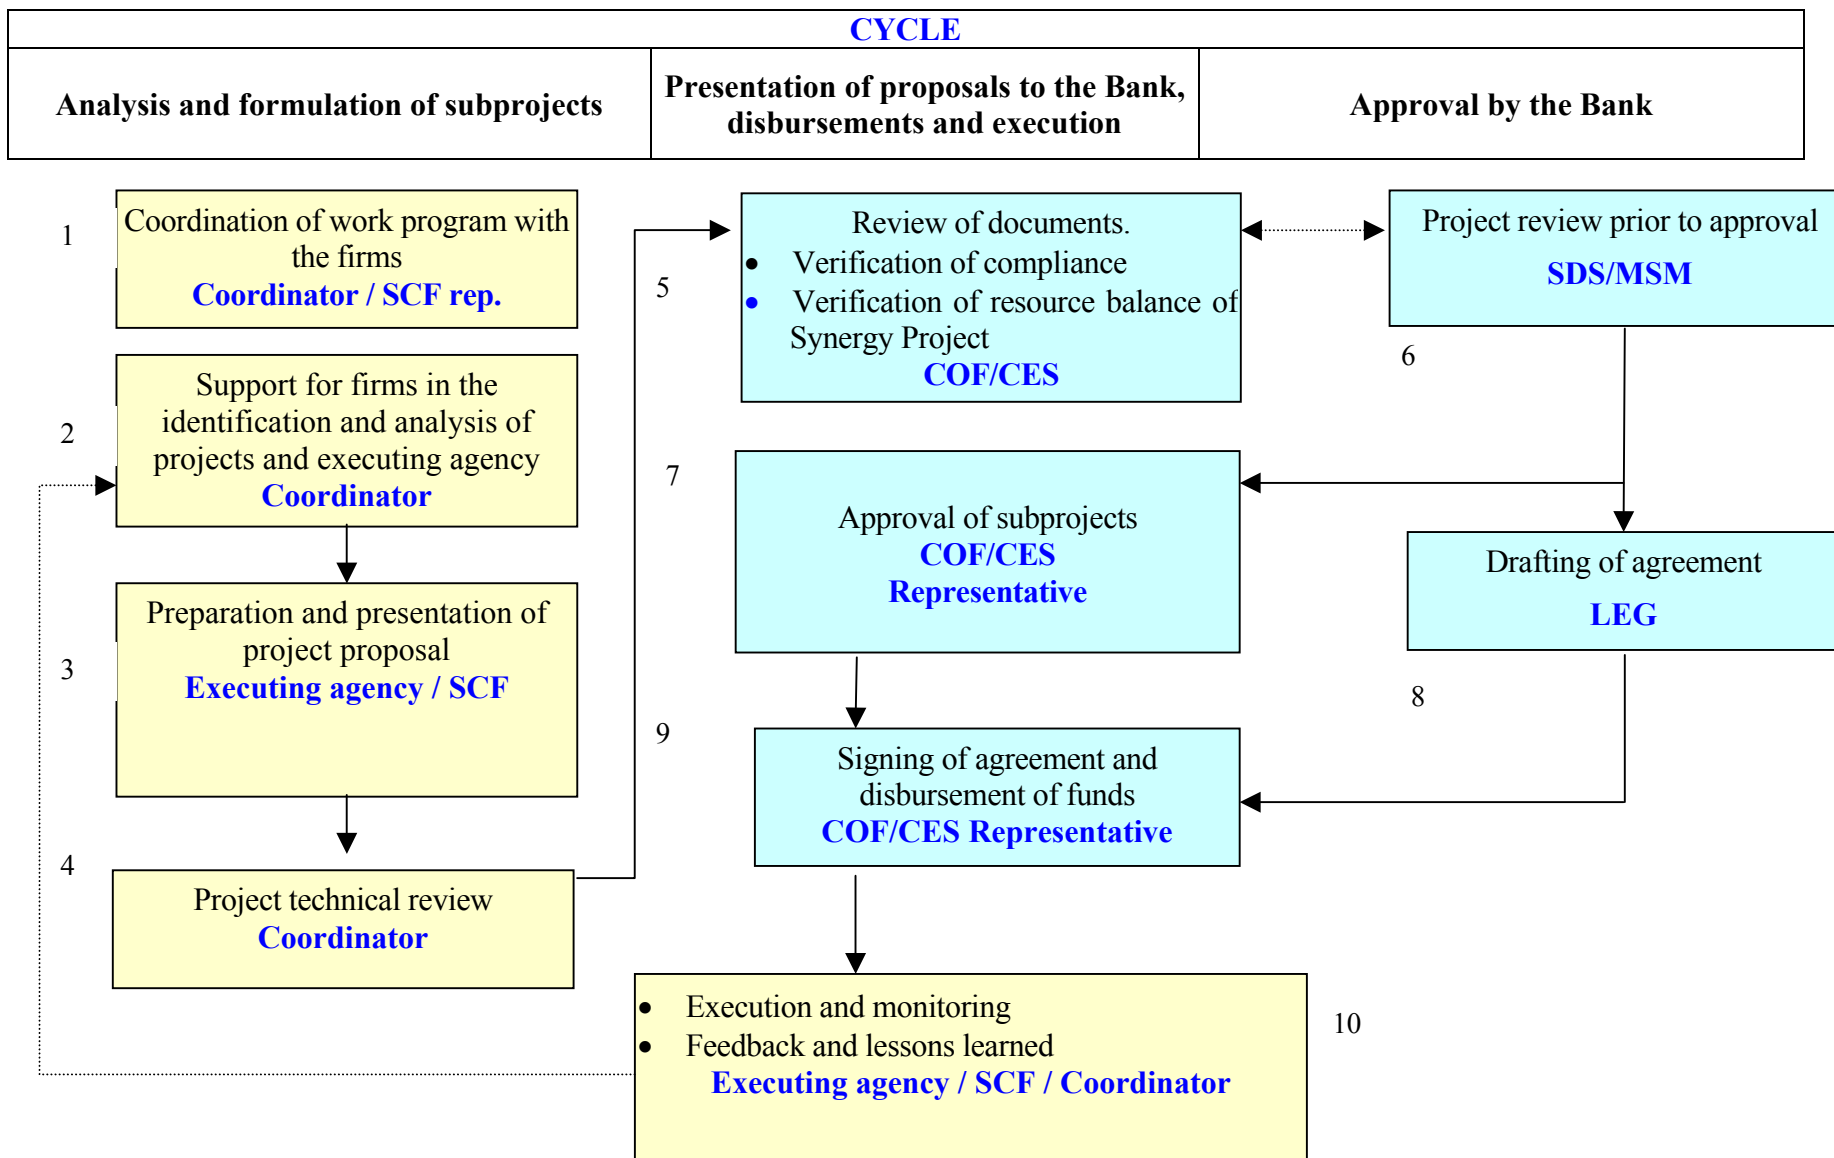 CYCLE
Analysis and formulation of subprojects
Presentation of proposals to the Bank,
disbursements and execution
Approval by the Bank
1
Coordination of work program with
the firms
Coordinator / SCF rep.
2
Support for firms in the
identification and analysis of
projects and executing agency
Coordinator
3
Preparation and presentation of
project proposal
Executing agency / SCF
4
Project technical review
Coordinator
5
Review of documents.
• Verification of compliance
• Verification of resource balance of
Synergy Project
COF/CES
6
Project review prior to approval
SDS/MSM
7
Approval of subprojects
COF/CES
Representative
8
Drafting of agreement
LEG
9
Signing of agreement and
disbursement of funds
COF/CES Representative
10
• Execution and monitoring
• Feedback and lessons learned
Executing agency / SCF / Coordinator